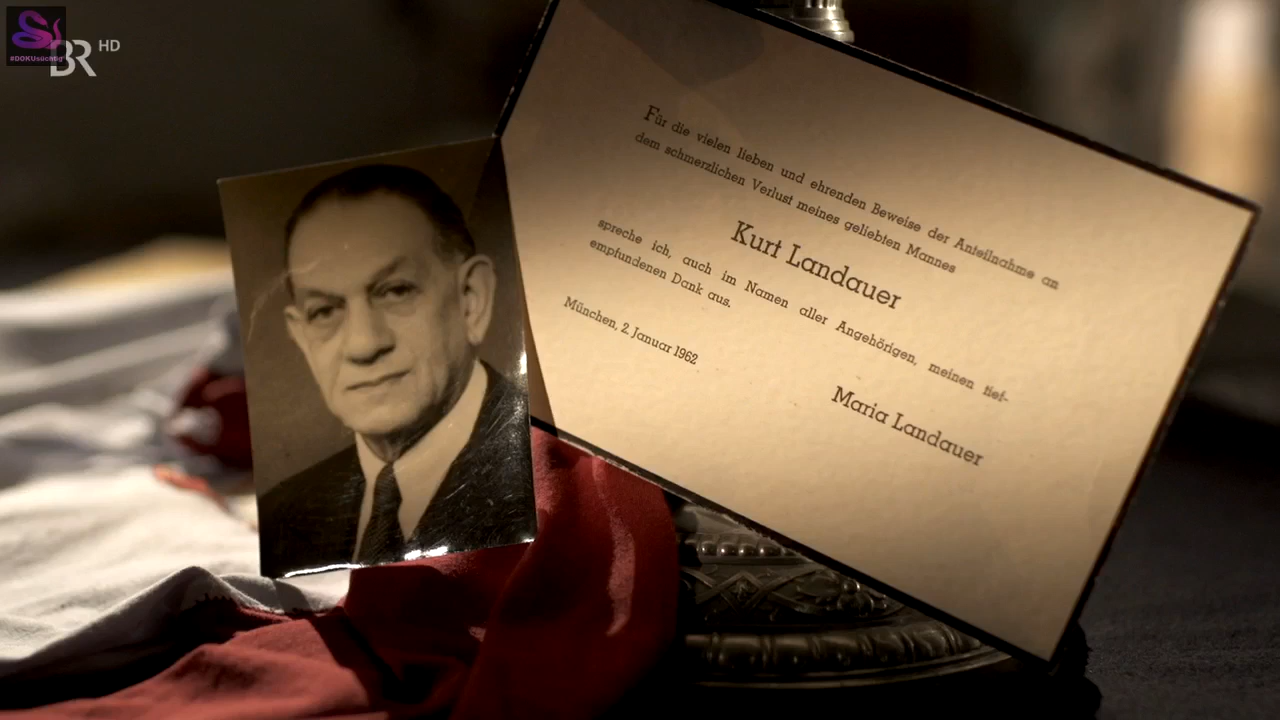 #DOKUsüchtig
BR HD
Für die vielen lieben und ehrenden Beweise der Anteilnahme an
dem schmerzlichen Verlust meines geliebten Mannes
Kurt Landauer
spreche ich, auch im Namen aller Angehörigen, meinen tief-
empfundenen Dank aus.
München, 2. Januar 1962
Maria Landauer